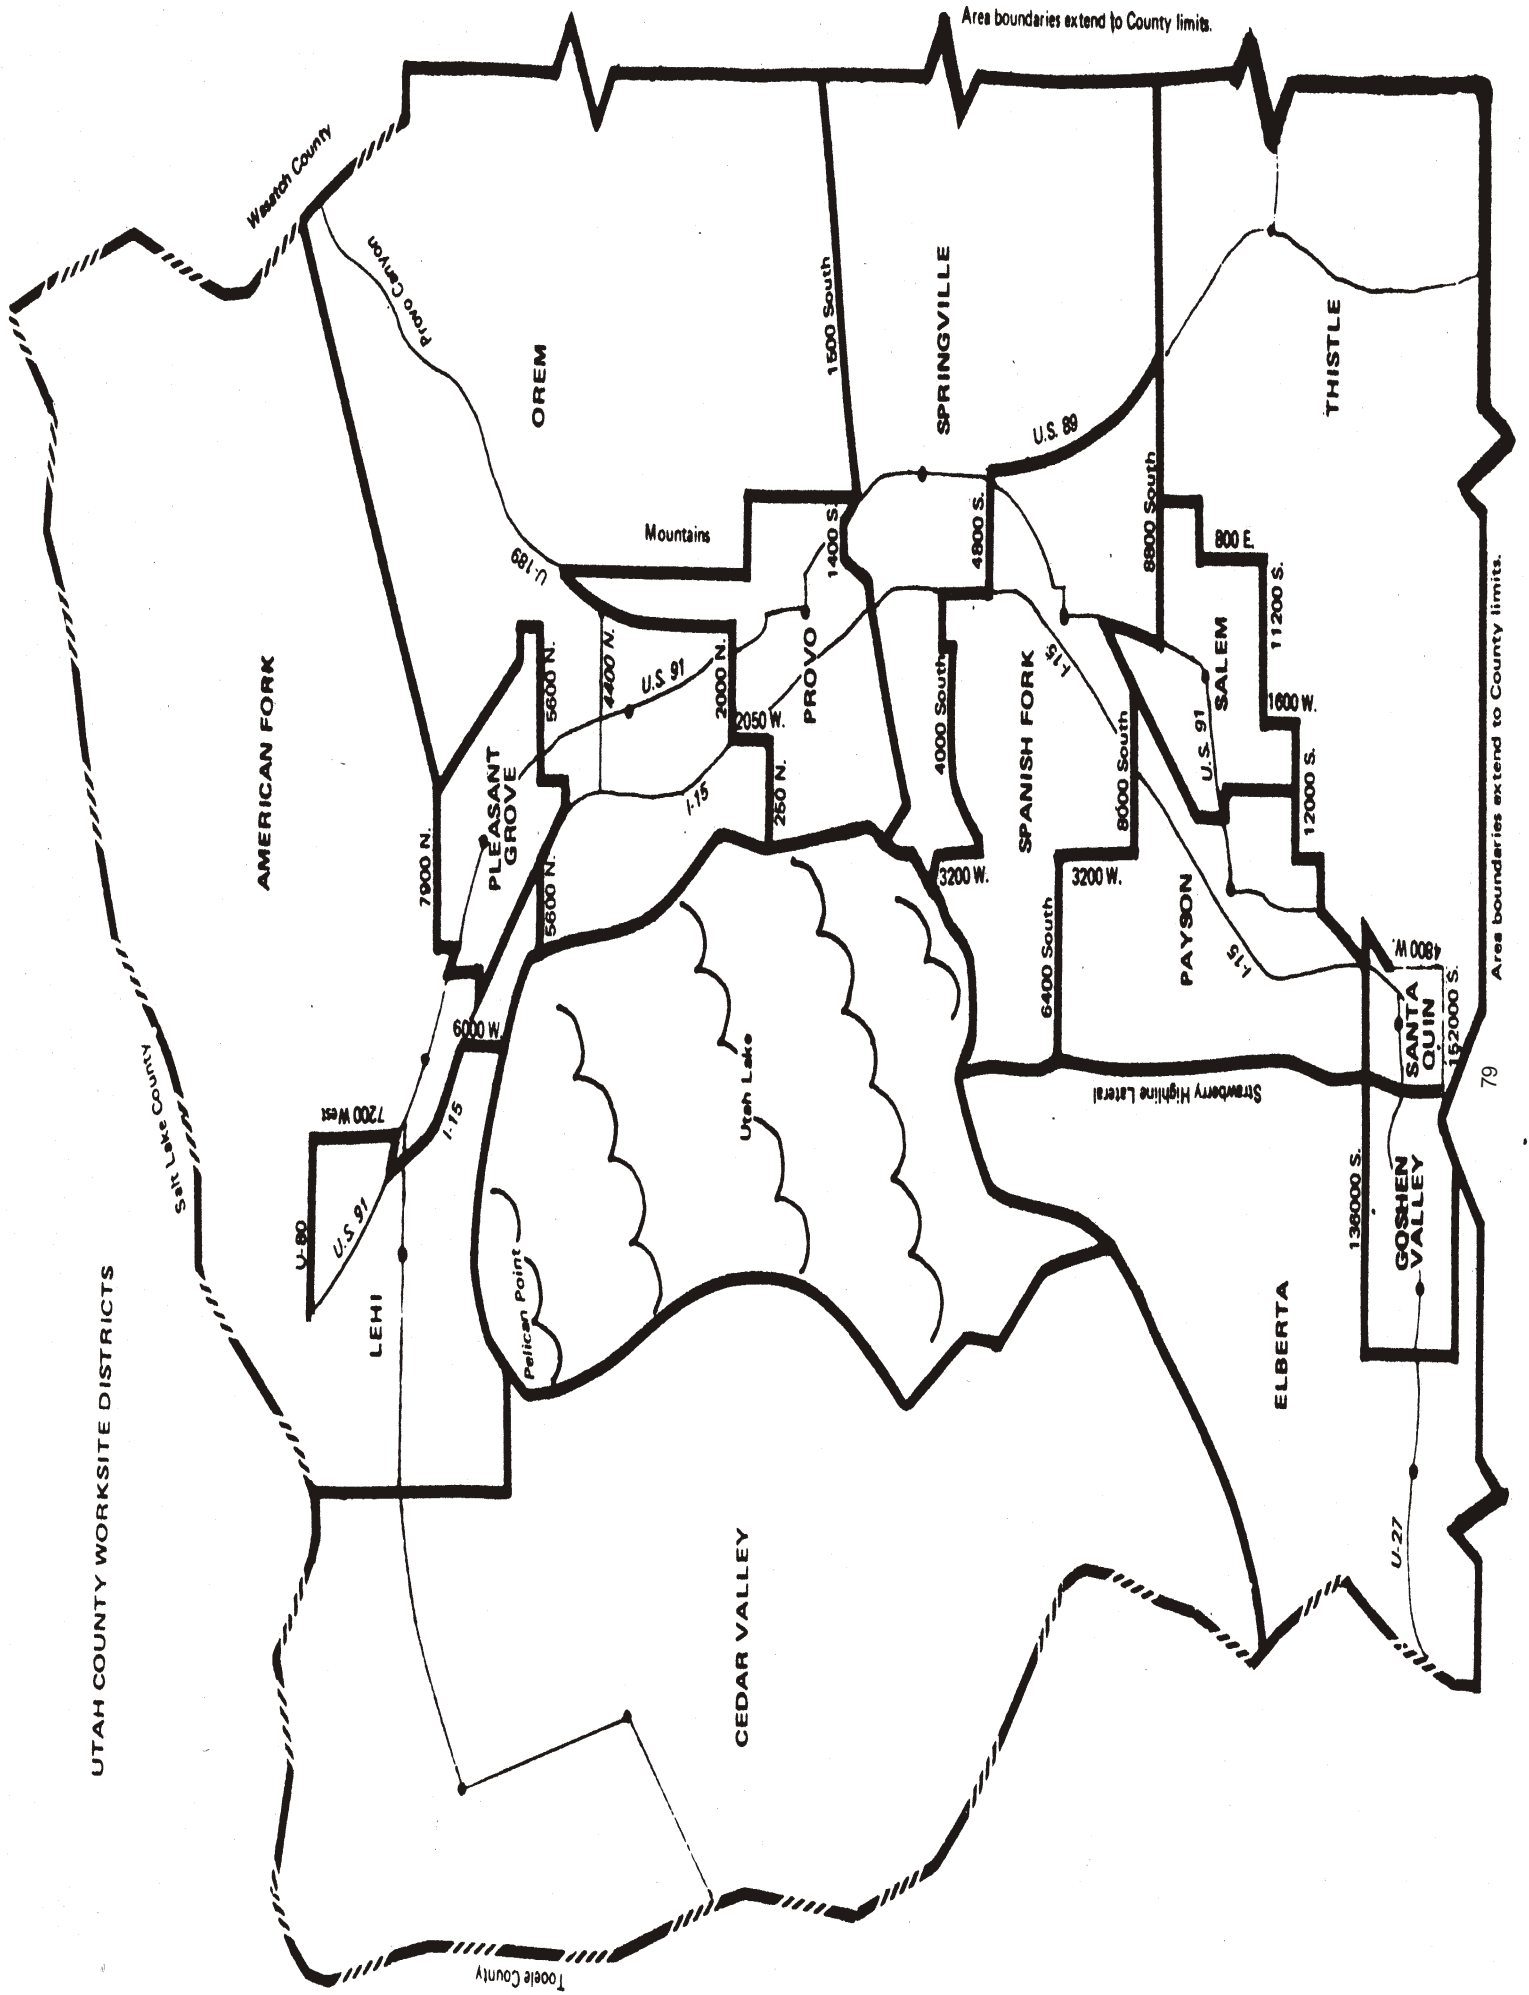 UTAH COUNTY WORKSITE DISTRICTS
Salt Lake County
Wasatch County
Area boundaries extend to County limits.
AMERICAN FORK
Provo Canyon
OREM
U-189
Mountains
1500 South
SPRINGVILLE
U.S. 89
THISTLE
7900 N.
PLEASANT
GROVE
5600 N.
4400 N.
U.S. 91
2000 N.
2050 W.
PROVO
1400 S.
4800 S.
8800 South
800 E.
11200 S.
5600 N.
I-15
250 N.
4000 South
SPANISH FORK
I-15
8000 South
SALEM
U.S. 91
1600 W.
12000 S.
3200 W.
3200 W.
6400 South
PAYSON
I-15
4800 W.
SANTA
QUIN
152000 S.
Area boundaries extend to County limits.
6000 W.
7200 West
I-15
U-80
U.S. 91
LEHI
Utah Lake
Pelican Point
Strawberry Highline Lateral
136000 S.
GOSHEN
VALLEY
ELBERTA
U-27
CEDAR VALLEY
Tooele County
79